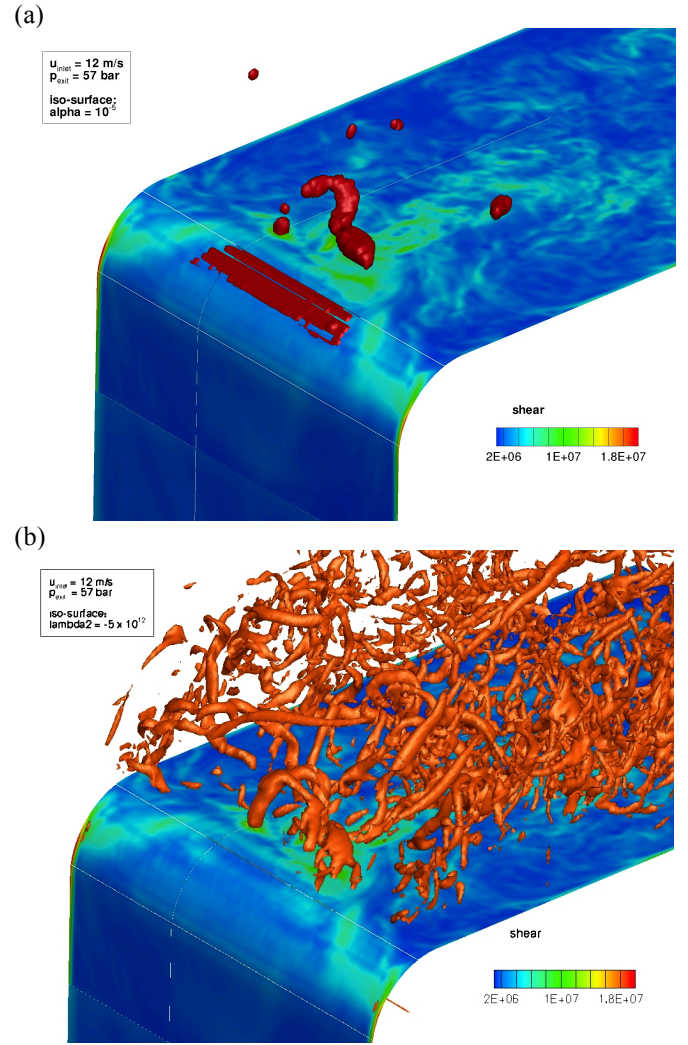 (a)
u_inlet = 12 m/s
p_exit = 57 bar
iso-surface:
alpha = 10^-5
shear
2E+06 1E+07 1.8E+07
(b)
u_inlet = 12 m/s
p_exit = 57 bar
iso-surface:
lambda2 = -5 x 10^12
shear
2E+06 1E+07 1.8E+07